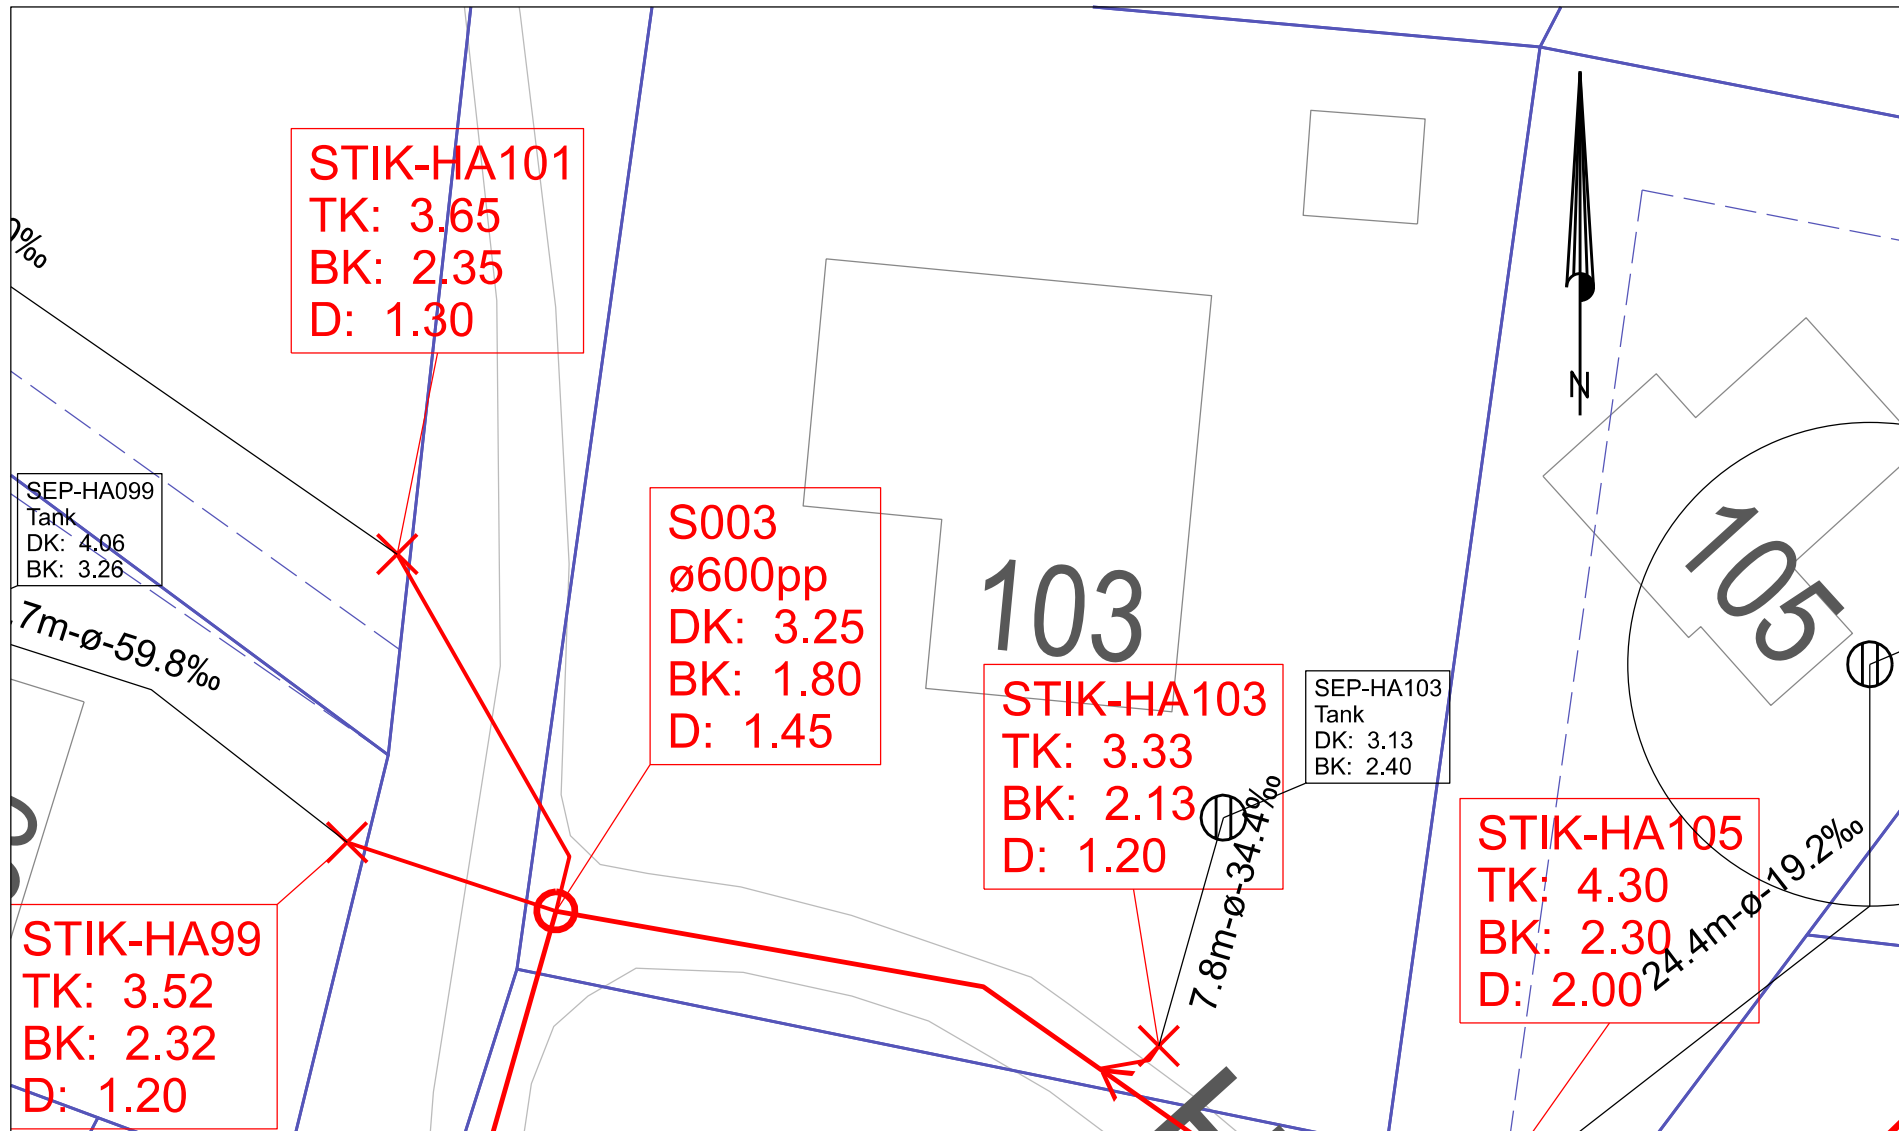 STIK-HA101
TK: 3.65
BK: 2.35
D: 1.30
0‰
SEP-HA099
Tank
DK: 4.06
BK: 3.26
.7m-ø-59.8‰
S003
ø600pp
DK: 3.25
BK: 1.80
D: 1.45
103
N
105
STIK-HA103
TK: 3.33
BK: 2.13
D: 1.20
SEP-HA103
Tank
DK: 3.13
BK: 2.40
7.8m-ø-34.4‰
STIK-HA105
TK: 4.30
BK: 2.30
D: 2.00
24.4m-ø-19.2‰
STIK-HA99
TK: 3.52
BK: 2.32
D: 1.20